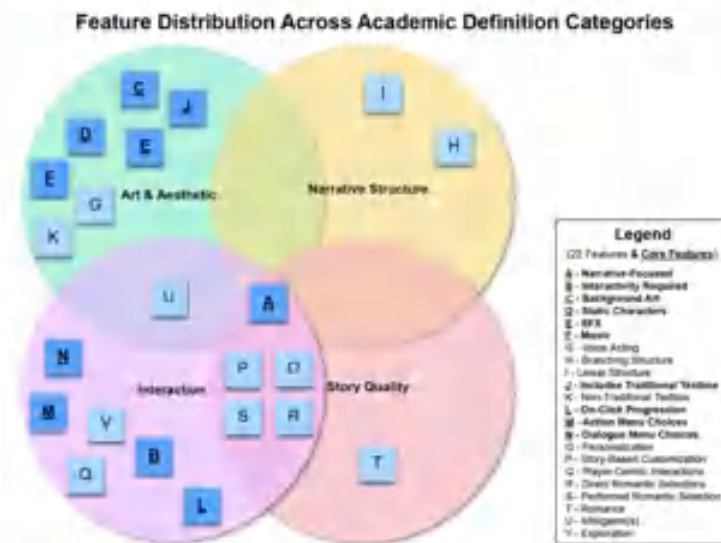 Feature Distribution Across Academic Definition Categories
C
J
I
D
E
H
E
Art & Aesthetic
Narrative Structure
G
K
U
A
N
P
O
Interaction
Story Quality
M
S
R
V
B
Q
T
L
Legend
(22 Features & Core Features)
A - Narrative-Focused
B - Interactivity Required
C - Background Art
D - Static Characters
E - SFX
F - Music
G - Voice Acting
H - Branching Structure
I - Linear Structure
J - Includes Traditional Textbox
K - Non-Traditional Textbox
L - On-Click Progression
M - Action Menu Choices
N - Dialogue Menu Choices
O - Personalization
P - Story-Based Customization
Q - Player-Centric Interactions
R - Direct Romantic Selections
S - Performed Romantic Selection
T - Romance
U - Minigame(s)
V - Exploration